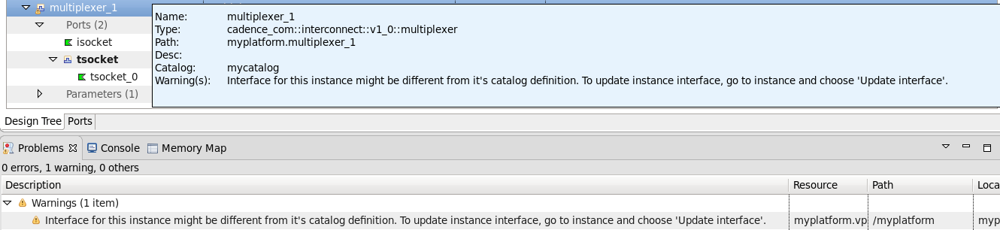 multiplexer_1
Ports (2)
isocket
tsocket
tsocket_0
Parameters (1)
Name: multiplexer_1
Type: cadence_com::interconnect::v1_0::multiplexer
Path: myplatform.multiplexer_1
Desc:
Catalog: mycatalog
Warning(s): Interface for this instance might be different from it's catalog definition. To update instance interface, go to instance and choose 'Update interface'.
Design Tree Ports
Problems Console Memory Map
0 errors, 1 warning, 0 others
Description Resource Path Loca
Warnings (1 item)
Interface for this instance might be different from it's catalog definition. To update instance interface, go to instance and choose 'Update interface'. myplatform.vp /myplatform myp